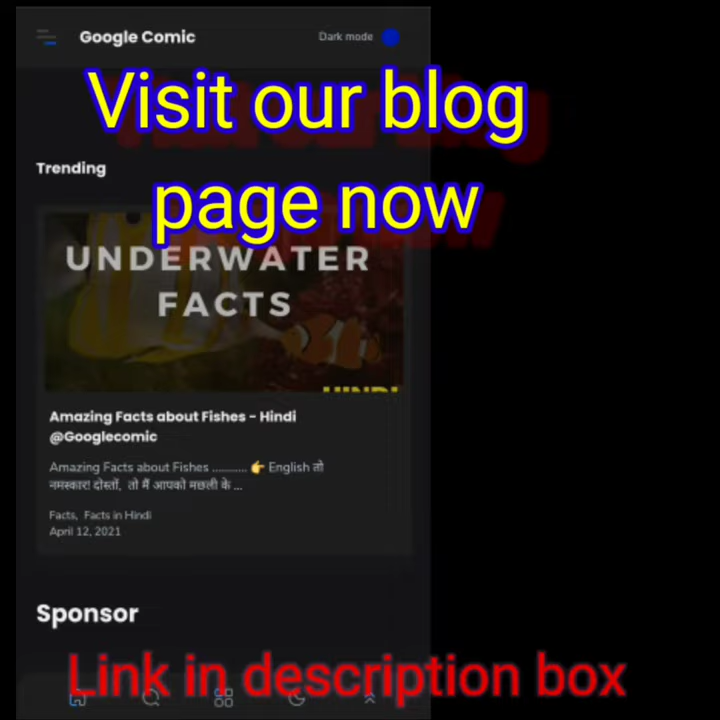 Google Comic
Dark mode
Visit our blog
page now
Trending
UNDERWATER
FACTS
HINDI
Amazing Facts about Fishes - Hindi
@Googlecomic
Amazing Facts about Fishes ........... 👉 English तो
नमस्कार! दोस्तों, तो मैं आपको मछली के ...
Facts, Facts in Hindi
April 12, 2021
Sponsor
Link in description box